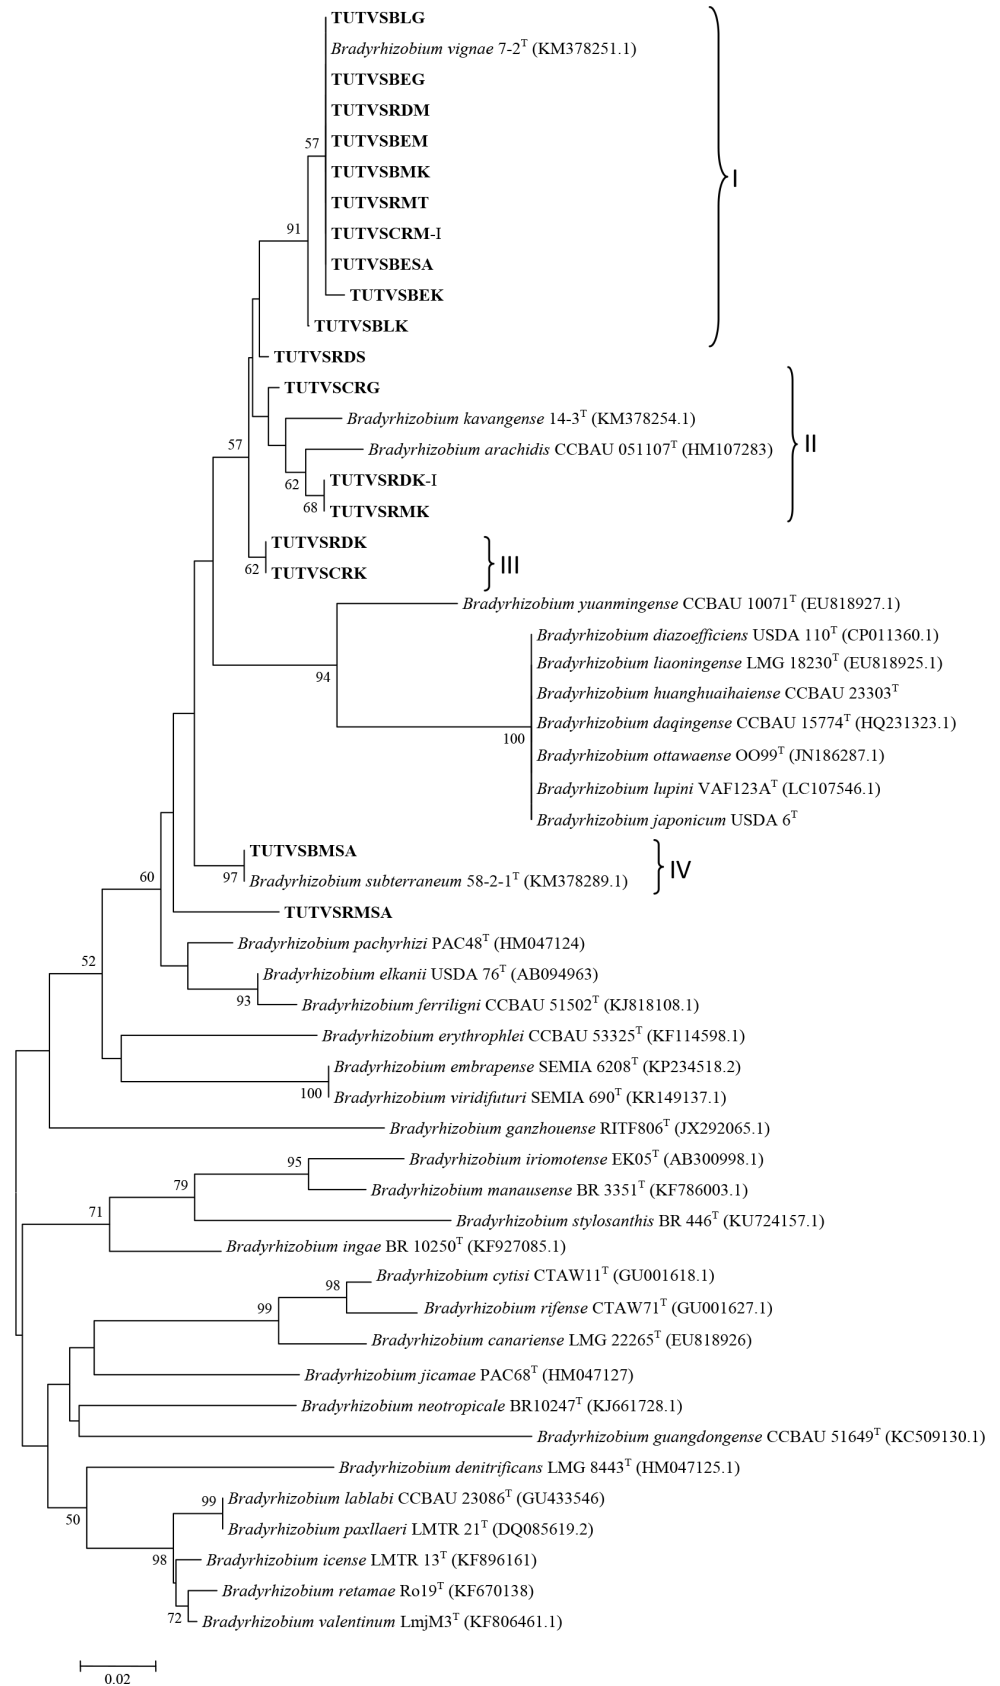 TUTVSBLG
Bradyrhizobium vignae 7-2T (KM378251.1)
TUTVSBEG
TUTVSRDM
TUTVSBEM
57
TUTVSBMK
I
TUTVSRMT
91
TUTVSCRM-I
TUTVSBESA
TUTVSBEK
TUTVSBLK
TUTVSRDS
TUTVSCRG
Bradyrhizobium kavangense 14-3T (KM378254.1)
57
II
Bradyrhizobium arachidis CCBAU 051107T (HM107283)
62
TUTVSRDK-I
68
TUTVSRMK
TUTVSRDK
III
62
TUTVSCRK
Bradyrhizobium yuanmingense CCBAU 10071T (EU818927.1)
Bradyrhizobium diazoefficiens USDA 110T (CP011360.1)
Bradyrhizobium liaoningense LMG 18230T (EU818925.1)
94
Bradyrhizobium huanghuaihaiense CCBAU 23303T
Bradyrhizobium daqingense CCBAU 15774T (HQ231323.1)
100
Bradyrhizobium ottawaense OO99T (JN186287.1)
Bradyrhizobium lupini VAF123AT (LC107546.1)
Bradyrhizobium japonicum USDA 6T
TUTVSBMSA
IV
60
97
Bradyrhizobium subterraneum 58-2-1T (KM378289.1)
TUTVSRMSA
Bradyrhizobium pachyrhizi PAC48T (HM047124)
52
Bradyrhizobium elkanii USDA 76T (AB094963)
93
Bradyrhizobium ferriligni CCBAU 51502T (KJ818108.1)
Bradyrhizobium erythrophlei CCBAU 53325T (KF114598.1)
Bradyrhizobium embrapense SEMIA 6208T (KP234518.2)
100
Bradyrhizobium viridifuturi SEMIA 690T (KR149137.1)
Bradyrhizobium ganzhouense RITF806T (JX292065.1)
95
Bradyrhizobium iriomotense EK05T (AB300998.1)
79
Bradyrhizobium manausense BR 3351T (KF786003.1)
71
Bradyrhizobium stylosanthis BR 446T (KU724157.1)
Bradyrhizobium ingae BR 10250T (KF927085.1)
98
Bradyrhizobium cytisi CTAW11T (GU001618.1)
99
Bradyrhizobium rifense CTAW71T (GU001627.1)
Bradyrhizobium canariense LMG 22265T (EU818926)
Bradyrhizobium jicamae PAC68T (HM047127)
Bradyrhizobium neotropicale BR10247T (KJ661728.1)
Bradyrhizobium guangdongense CCBAU 51649T (KC509130.1)
Bradyrhizobium denitrificans LMG 8443T (HM047125.1)
99
Bradyrhizobium lablabi CCBAU 23086T (GU433546)
50
Bradyrhizobium paxllaeri LMTR 21T (DQ085619.2)
98
Bradyrhizobium icense LMTR 13T (KF896161)
Bradyrhizobium retamae Ro19T (KF670138)
72
Bradyrhizobium valentinum LmjM3T (KF806461.1)
0.02